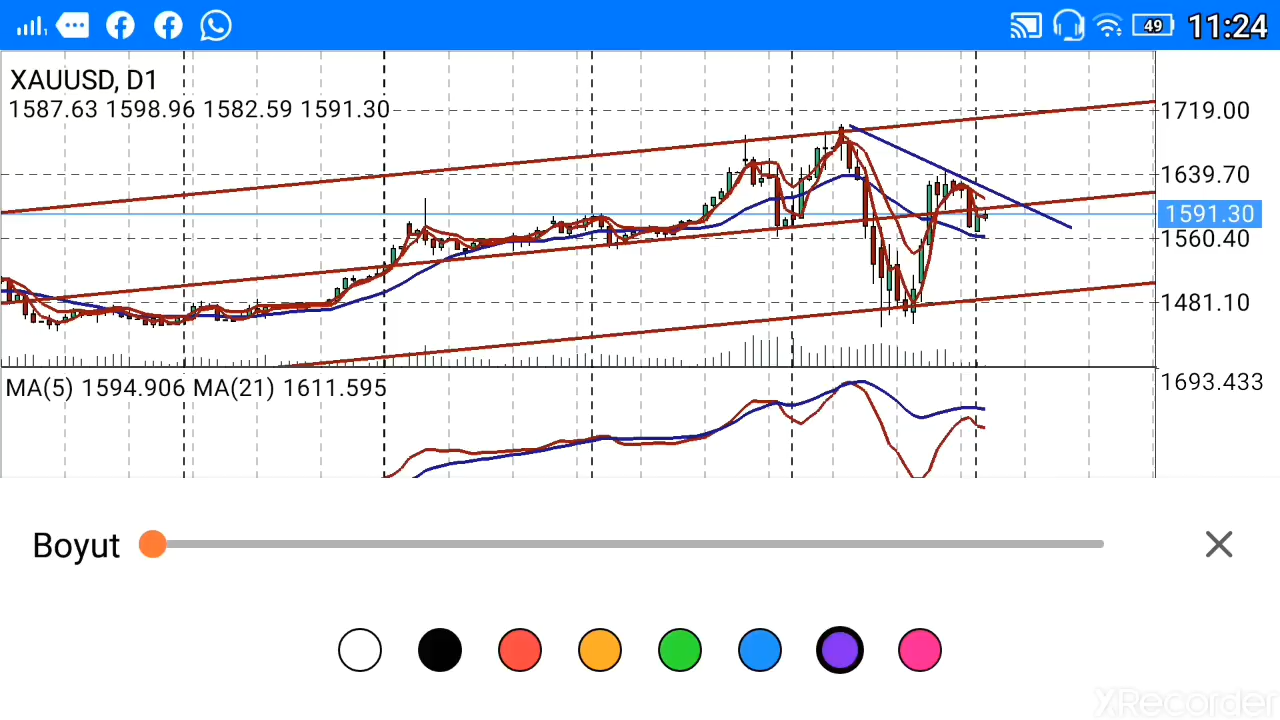 49 11:24
XAUUSD, D1
1587.63 1598.96 1582.59 1591.30
1719.00
1639.70
1591.30
1560.40
1481.10
MA(5) 1594.906 MA(21) 1611.595
1693.433
Boyut
XRecorder